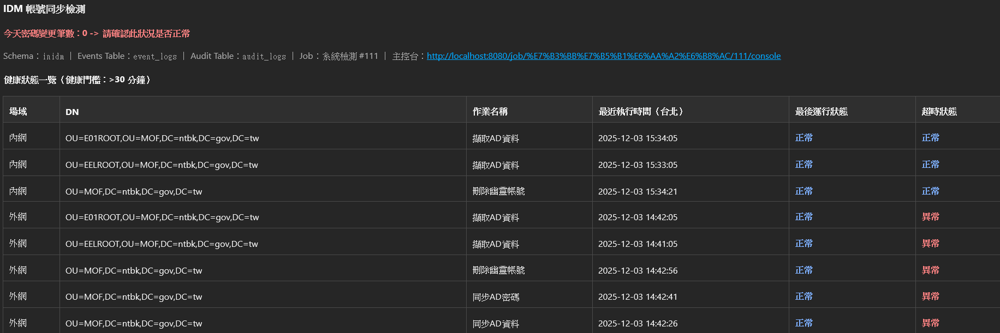 IDM 帳號同步檢測
今天密碼變更筆數：0 -> 請確認此狀況是否正常
Schema：inidm ｜ Events Table：event_logs ｜ Audit Table：audit_logs ｜ Job：系統檢測 #111 ｜ 主控台：http://localhost:8080/job/%E7%B3%BB%E7%B5%B1%E6%AA%A2%E6%B8%AC/111/console
健康狀態一覽（健康門檻：>30 分鐘）
場域 DN 作業名稱 最近執行時間（台北） 最後運行狀態 超時狀態
內網 OU=E01ROOT,OU=MOF,DC=ntbk,DC=gov,DC=tw 擷取AD資料 2025-12-03 15:34:05 正常 正常
內網 OU=EELROOT,OU=MOF,DC=ntbk,DC=gov,DC=tw 擷取AD資料 2025-12-03 15:33:05 正常 正常
內網 OU=MOF,DC=ntbk,DC=gov,DC=tw 刪除幽靈帳號 2025-12-03 15:34:21 正常 正常
外網 OU=E01ROOT,OU=MOF,DC=ntbk,DC=gov,DC=tw 擷取AD資料 2025-12-03 14:42:05 正常 異常
外網 OU=EELROOT,OU=MOF,DC=ntbk,DC=gov,DC=tw 擷取AD資料 2025-12-03 14:41:05 正常 異常
外網 OU=MOF,DC=ntbk,DC=gov,DC=tw 刪除幽靈帳號 2025-12-03 14:42:56 正常 異常
外網 OU=MOF,DC=ntbk,DC=gov,DC=tw 同步AD密碼 2025-12-03 14:42:41 正常 異常
外網 OU=MOF,DC=ntbk,DC=gov,DC=tw 同步AD資料 2025-12-03 14:42:26 正常 異常